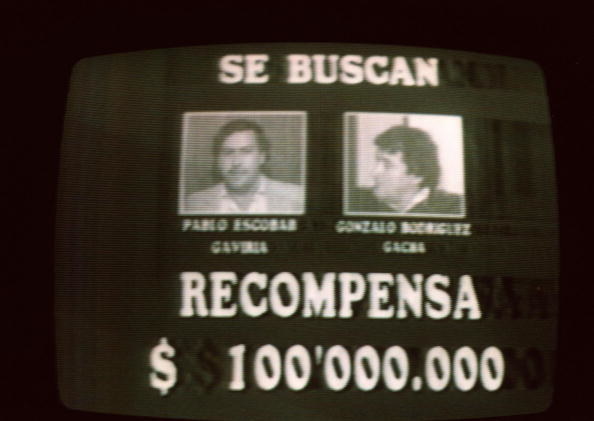 SE BUSCAN
PABLO ESCOBAR GONZALO RODRIGUEZ
GAVIRIA GACHA
RECOMPENSA
$ 100'000.000